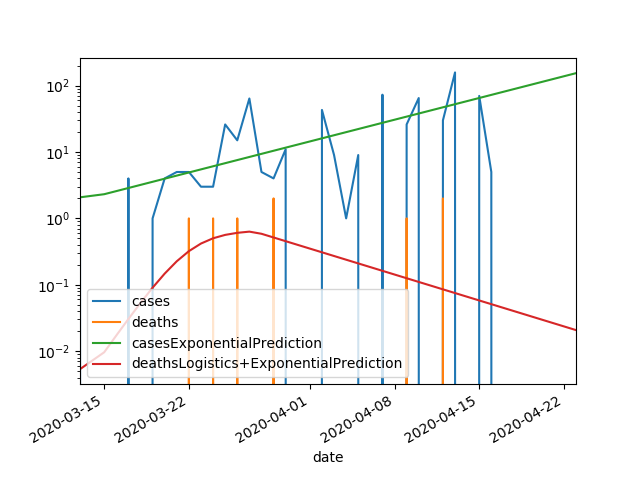 10²
10¹
10⁰
10⁻¹
10⁻²
cases
deaths
casesExponentialPrediction
deathsLogistics+ExponentialPrediction
2020-03-15
2020-03-22
2020-04-01
2020-04-08
2020-04-15
2020-04-22
date